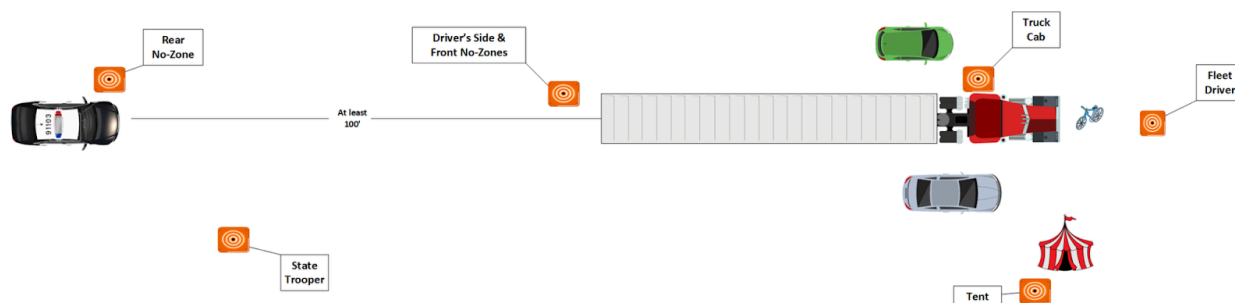 Rear
No-Zone
Driver's Side &
Front No-Zones
Truck
Cab
Fleet
Driver
At least
100'
91103
State
Trooper
Tent